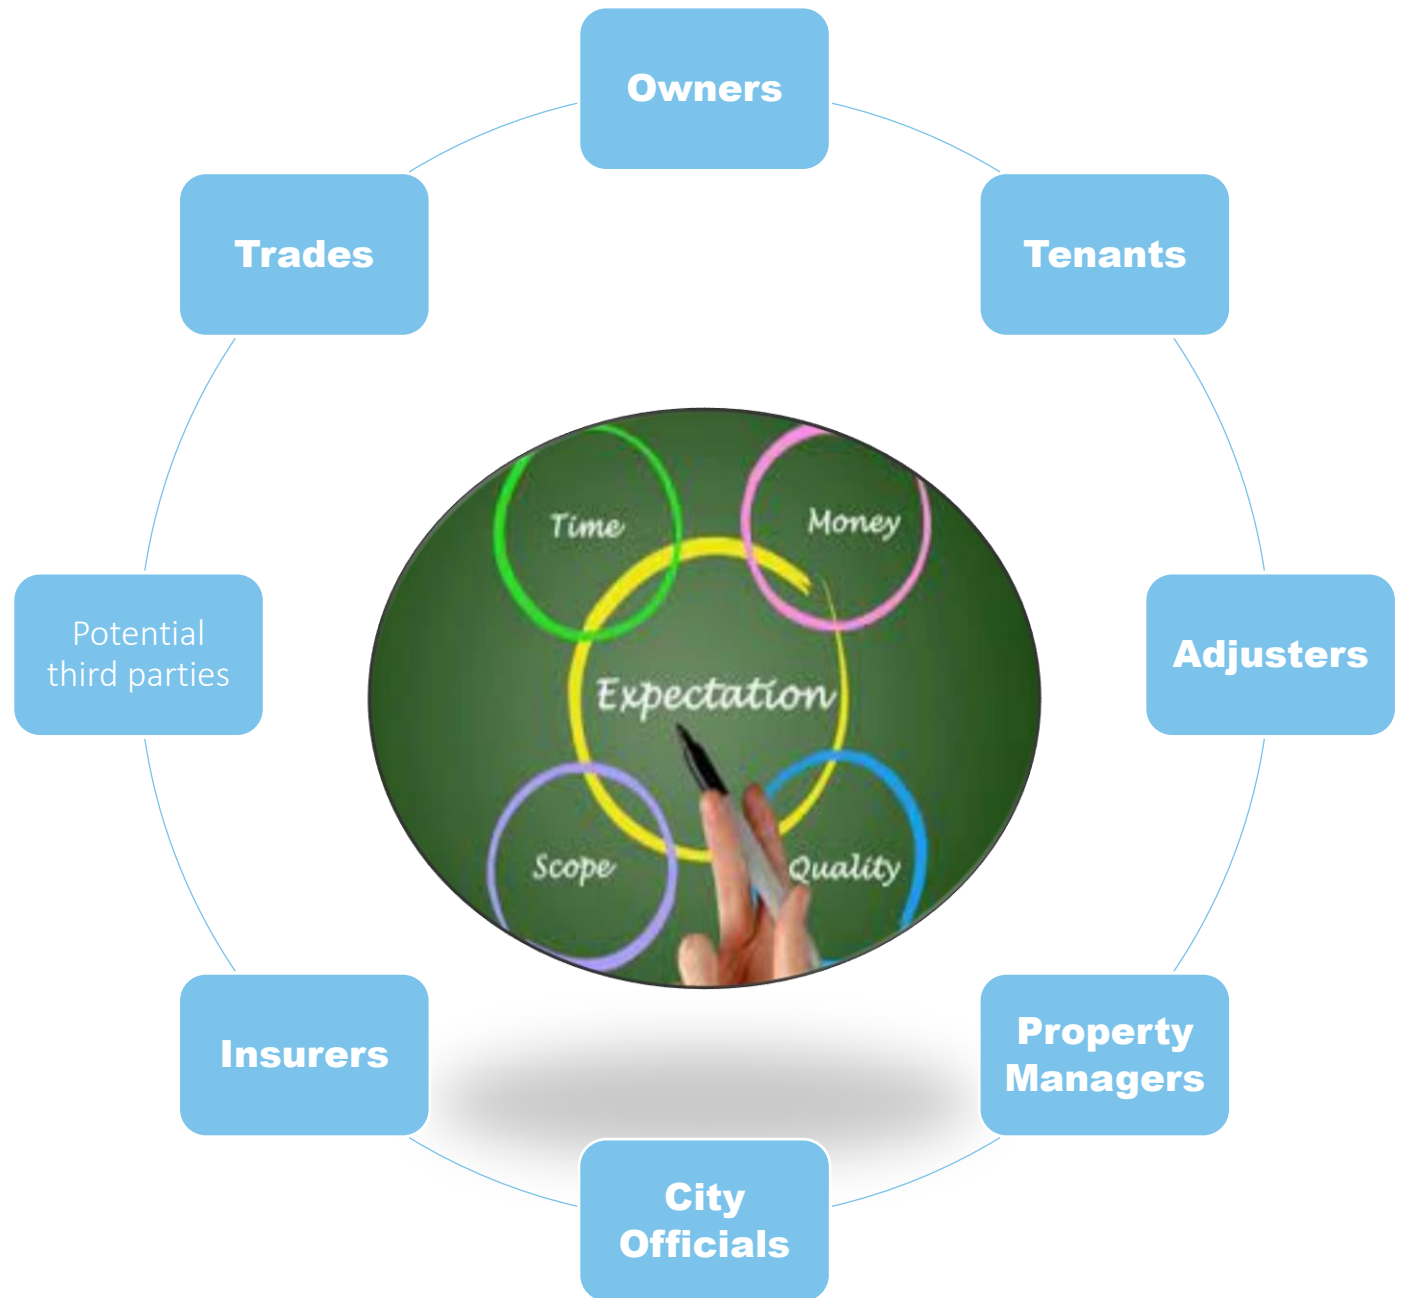 Owners
Trades
Tenants
Time
Money
Potential
third parties
Expectation
Adjusters
Scope
Quality
Insurers
Property
Managers
City
Officials